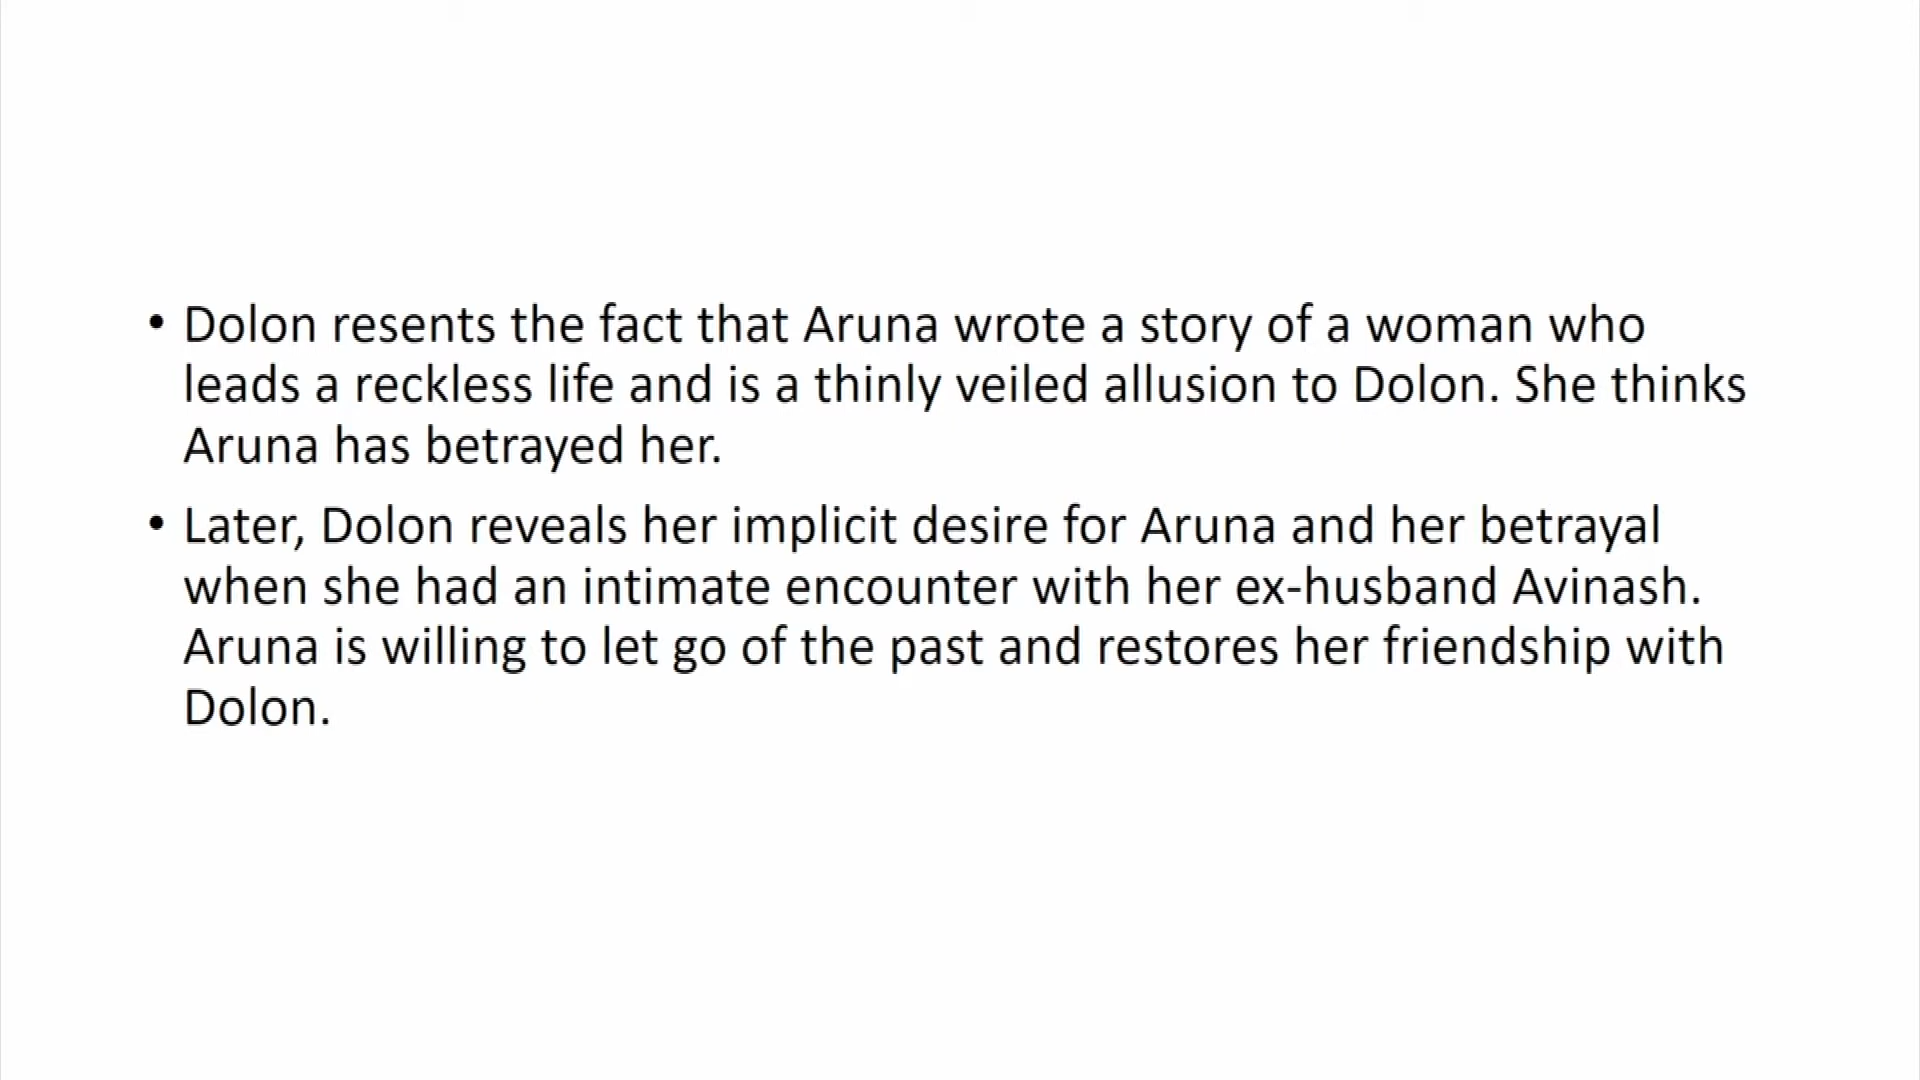 • Dolon resents the fact that Aruna wrote a story of a woman who
leads a reckless life and is a thinly veiled allusion to Dolon. She thinks
Aruna has betrayed her.
• Later, Dolon reveals her implicit desire for Aruna and her betrayal
when she had an intimate encounter with her ex-husband Avinash.
Aruna is willing to let go of the past and restores her friendship with
Dolon.